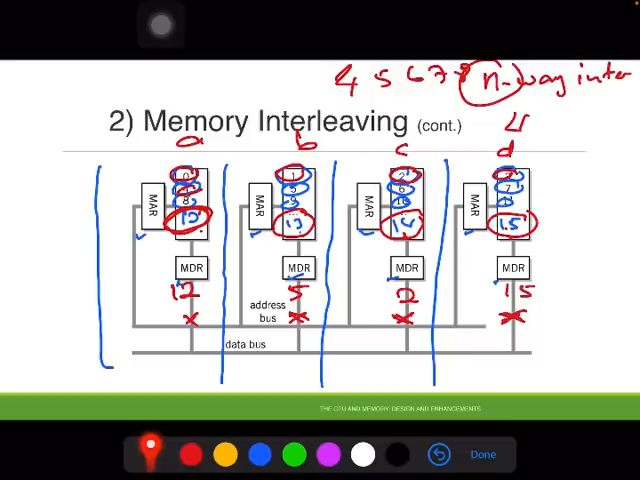 4 5 6 7 8 n-way inter
2) Memory Interleaving (cont.)
a b c d
0 1 2 3
4 5 6 7
8 9 10 11
12 13 14 15
MAR MAR MAR MAR
MDR MDR MDR MDR
12 5 2 15
address
bus
x x x x
data bus
THE CPU AND MEMORY: DESIGN AND ENHANCEMENTS
Done